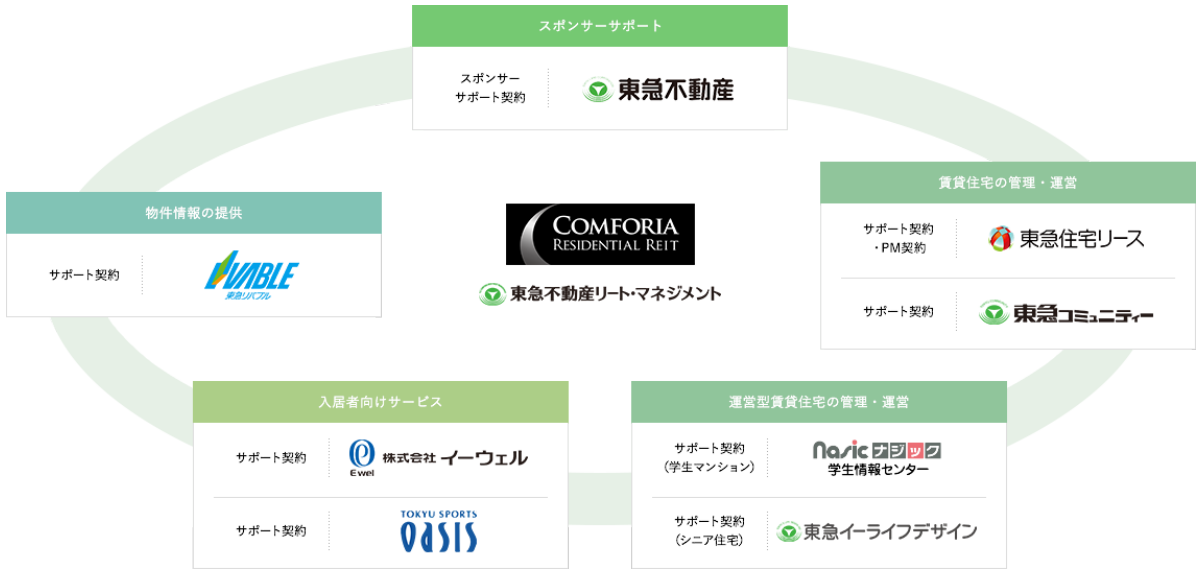 スポンサーサポート
スポンサー
サポート契約
東急不動産
物件情報の提供
サポート契約
LIVABLE
東急リバブル
COMFORIA
RESIDENTIAL REIT
東急不動産リート・マネジメント
賃貸住宅の管理・運営
サポート契約
・PM契約
東急住宅リース
サポート契約
東急コミュニティー
入居者向けサービス
サポート契約
Ewel
株式会社 イーウェル
サポート契約
TOKYU SPORTS
OASIS
運営型賃貸住宅の管理・運営
サポート契約
（学生マンション）
nasic ナジック
学生情報センター
サポート契約
（シニア住宅）
東急イーライフデザイン